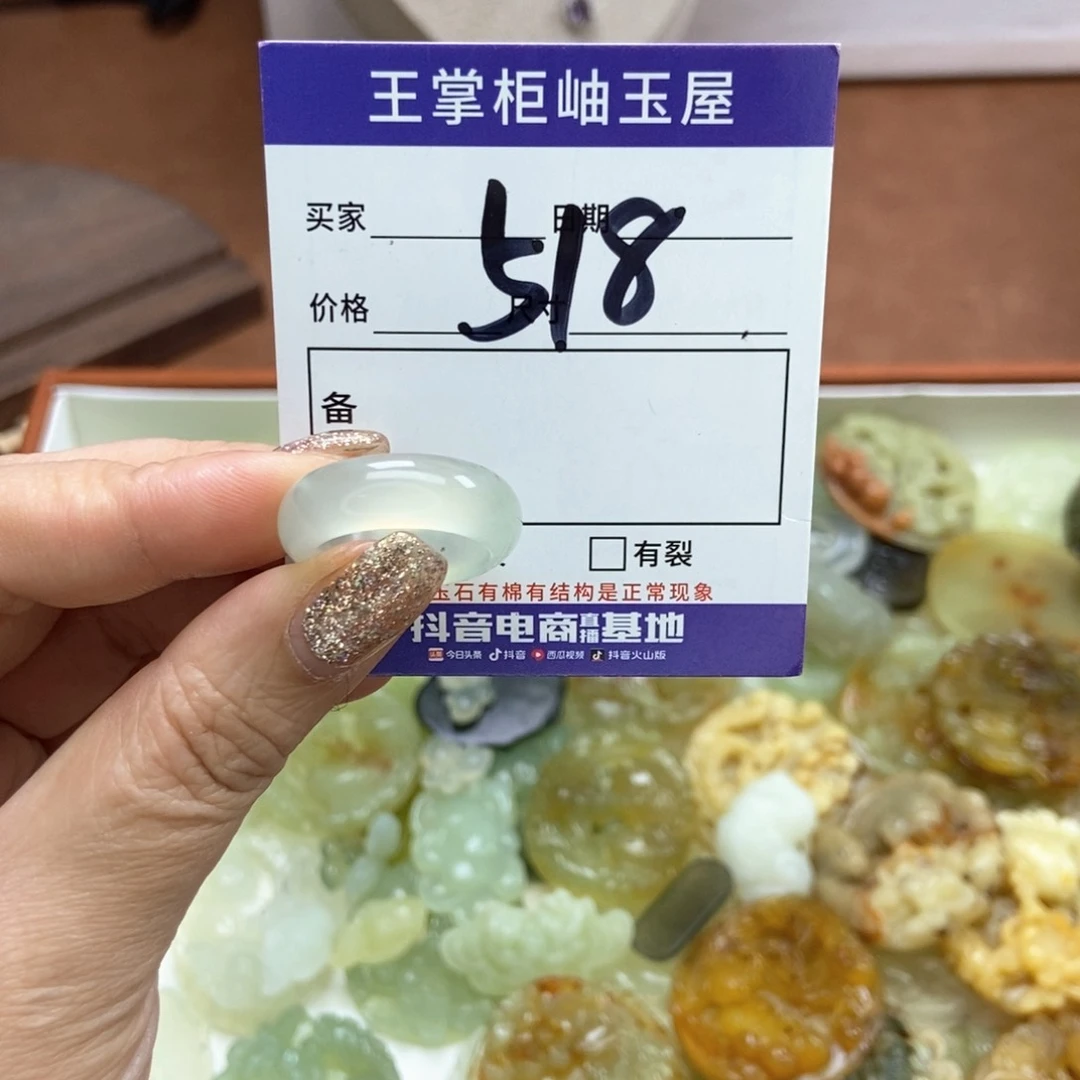 王掌柜岫玉屋
买家 日期
518
价格 尺寸
备
有裂
玉石有棉有结构是正常现象
抖音电商直播基地
今日头条 抖音 西瓜视频 抖音火山版